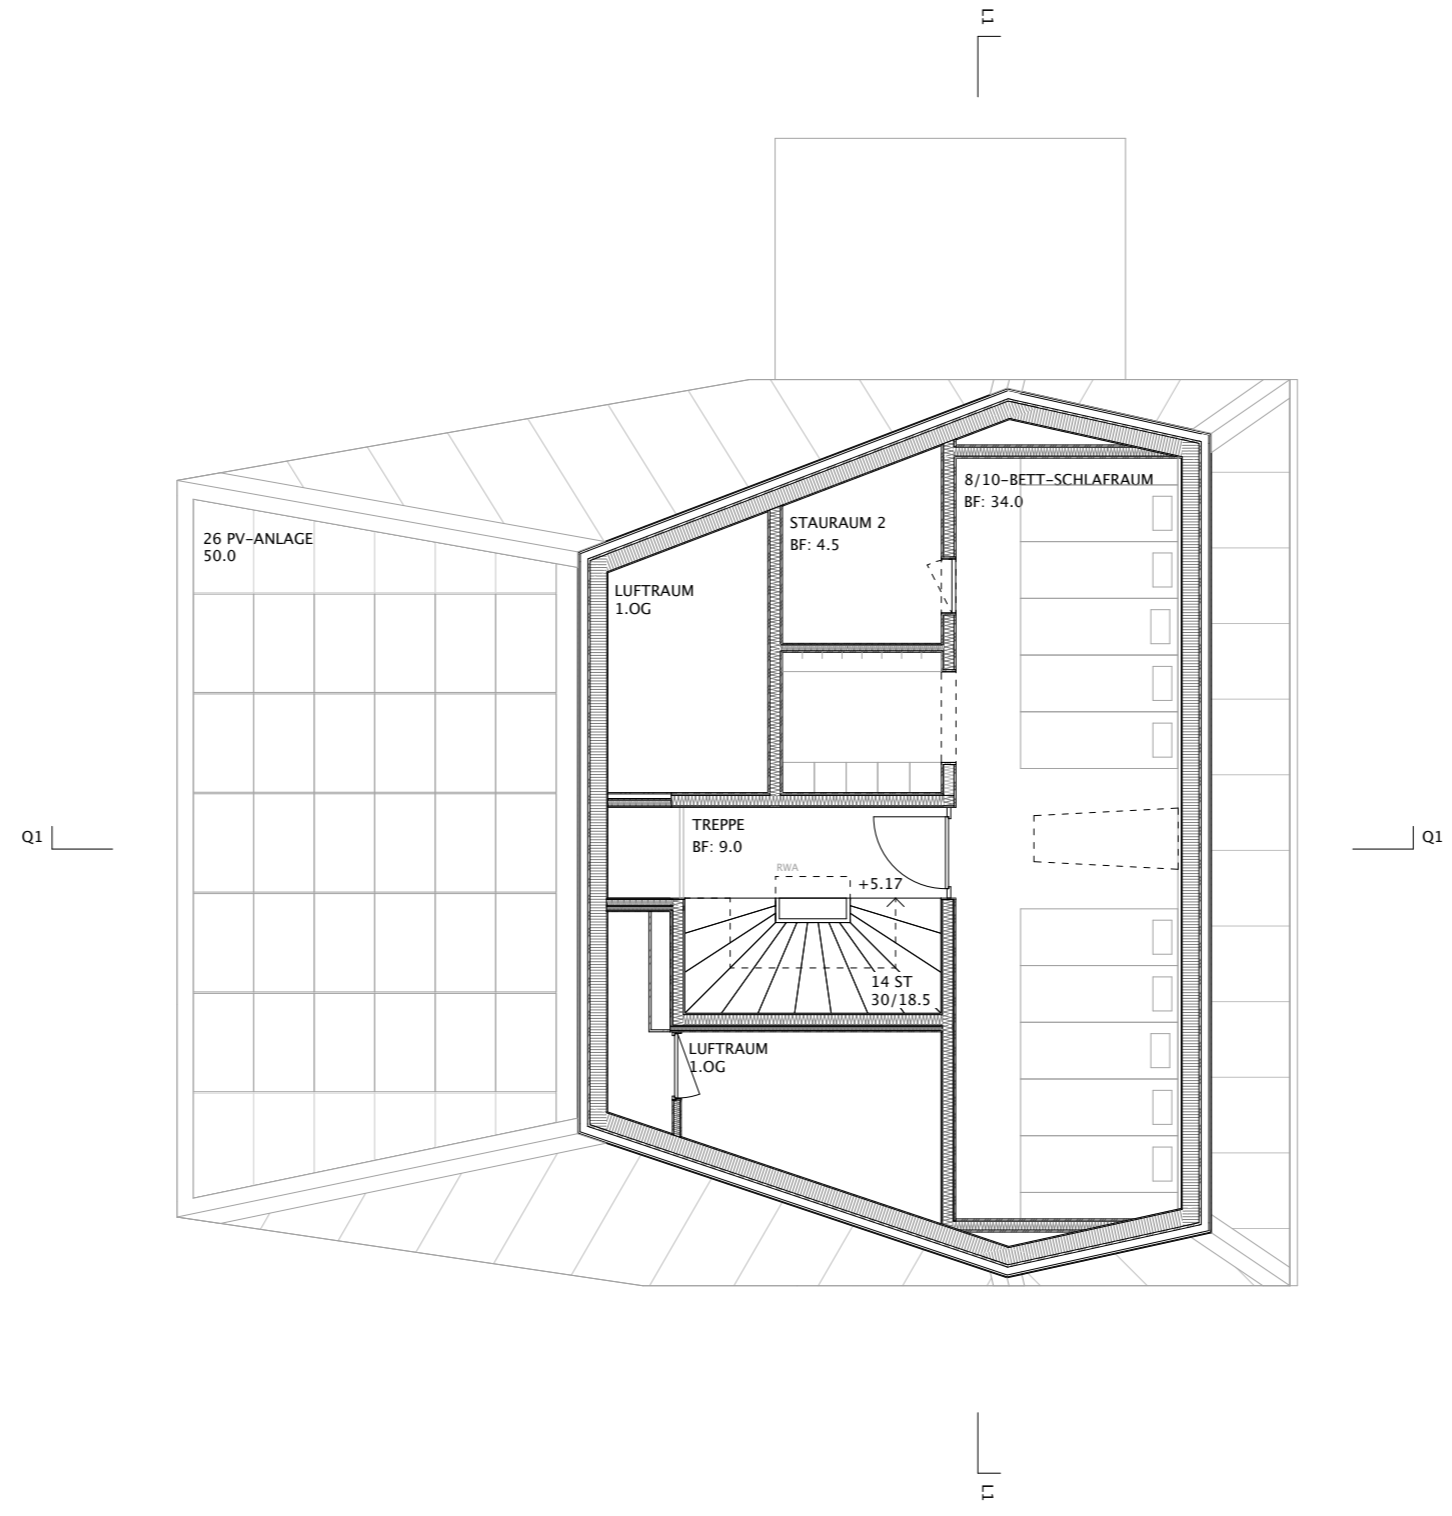 L1
8/10-BETT-SCHLAFRAUM
BF: 34.0
STAURAUM 2
BF: 4.5
26 PV-ANLAGE
50.0
LUFTRAUM
1.OG
Q1
TREPPE
BF: 9.0
Q1
RWA
+5.17
14 ST
30/18.5
LUFTRAUM
1.OG
L1